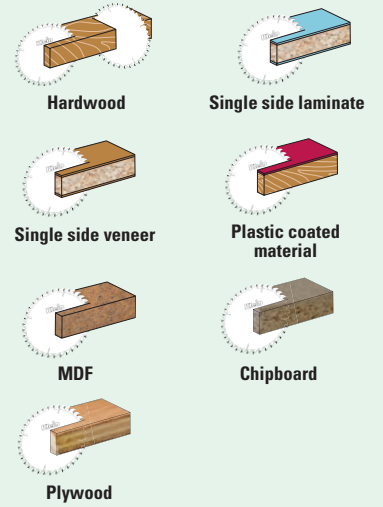 Hardwood
Single side laminate
Single side veneer
Plastic coated
material
MDF
Chipboard
Plywood